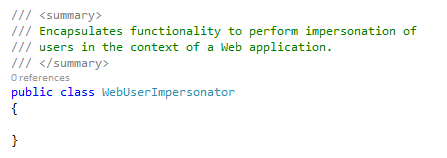 /// <summary>
/// Encapsulates functionality to perform impersonation of
/// users in the context of a Web application.
/// </summary>
0 references
public class WebUserImpersonator
{
}